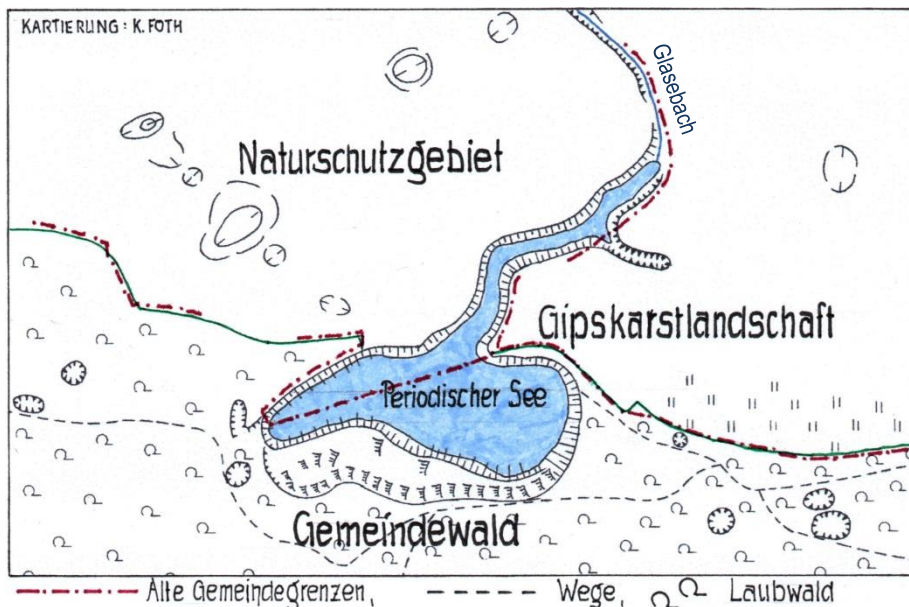 KARTIERUNG: K. FOTH
Glasebach
Naturschutzgebiet
Gipskarstlandschaft
Periodischer See
Gemeindewald
Alte Gemeindegrenzen, Wege, Laubwald